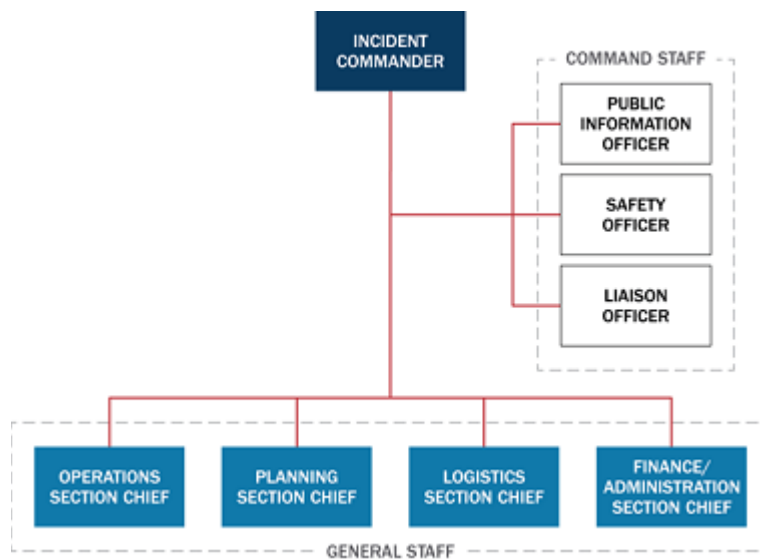 INCIDENT
COMMANDER
COMMAND STAFF
PUBLIC
INFORMATION
OFFICER
SAFETY
OFFICER
LIAISON
OFFICER
OPERATIONS
SECTION CHIEF
PLANNING
SECTION CHIEF
LOGISTICS
SECTION CHIEF
FINANCE/
ADMINISTRATION
SECTION CHIEF
GENERAL STAFF